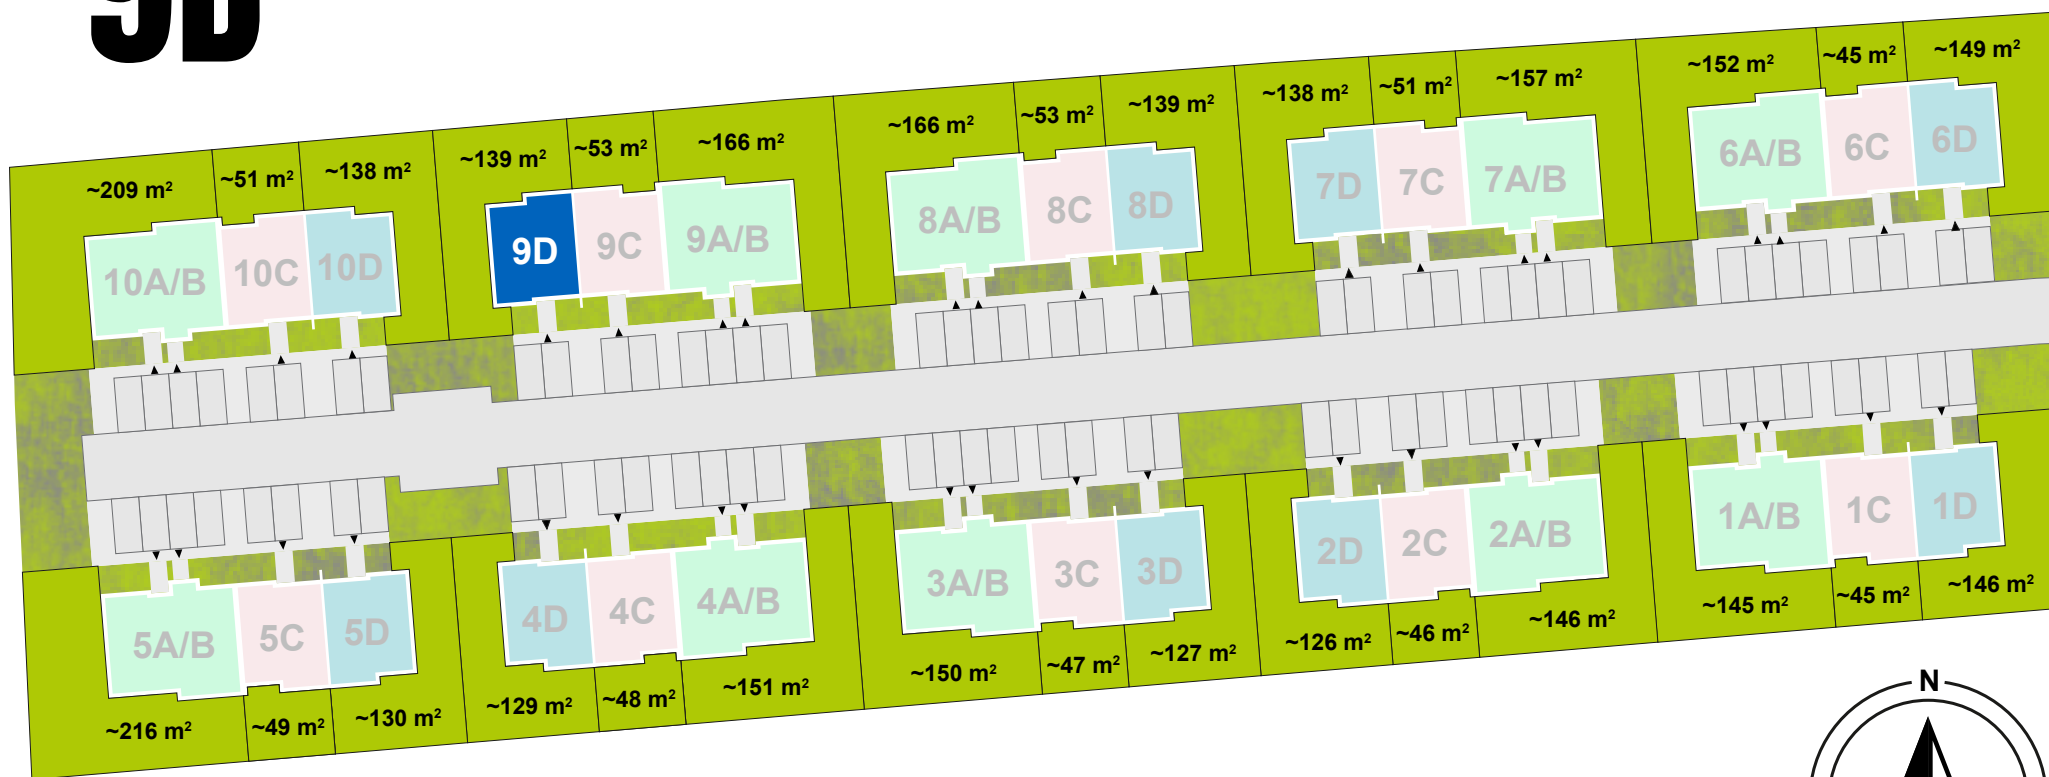 9D
~209 m² ~51 m² ~138 m² ~139 m² ~53 m² ~166 m² ~166 m² ~53 m² ~139 m² ~138 m² ~51 m² ~157 m² ~152 m² ~45 m² ~149 m²
10A/B 10C 10D 9D 9C 9A/B 8A/B 8C 8D 7D 7C 7A/B 6A/B 6C 6D
5A/B 5C 5D 4D 4C 4A/B 3A/B 3C 3D 2D 2C 2A/B 1A/B 1C 1D
~216 m² ~49 m² ~130 m² ~129 m² ~48 m² ~151 m² ~150 m² ~47 m² ~127 m² ~126 m² ~46 m² ~146 m² ~145 m² ~45 m² ~146 m²
N